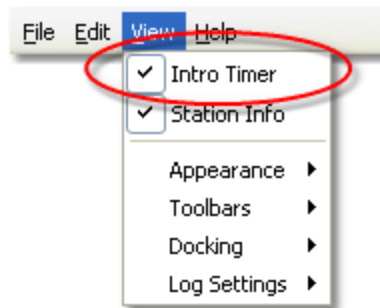 File Edit View Help
Intro Timer
Station Info
Appearance
Toolbars
Docking
Log Settings